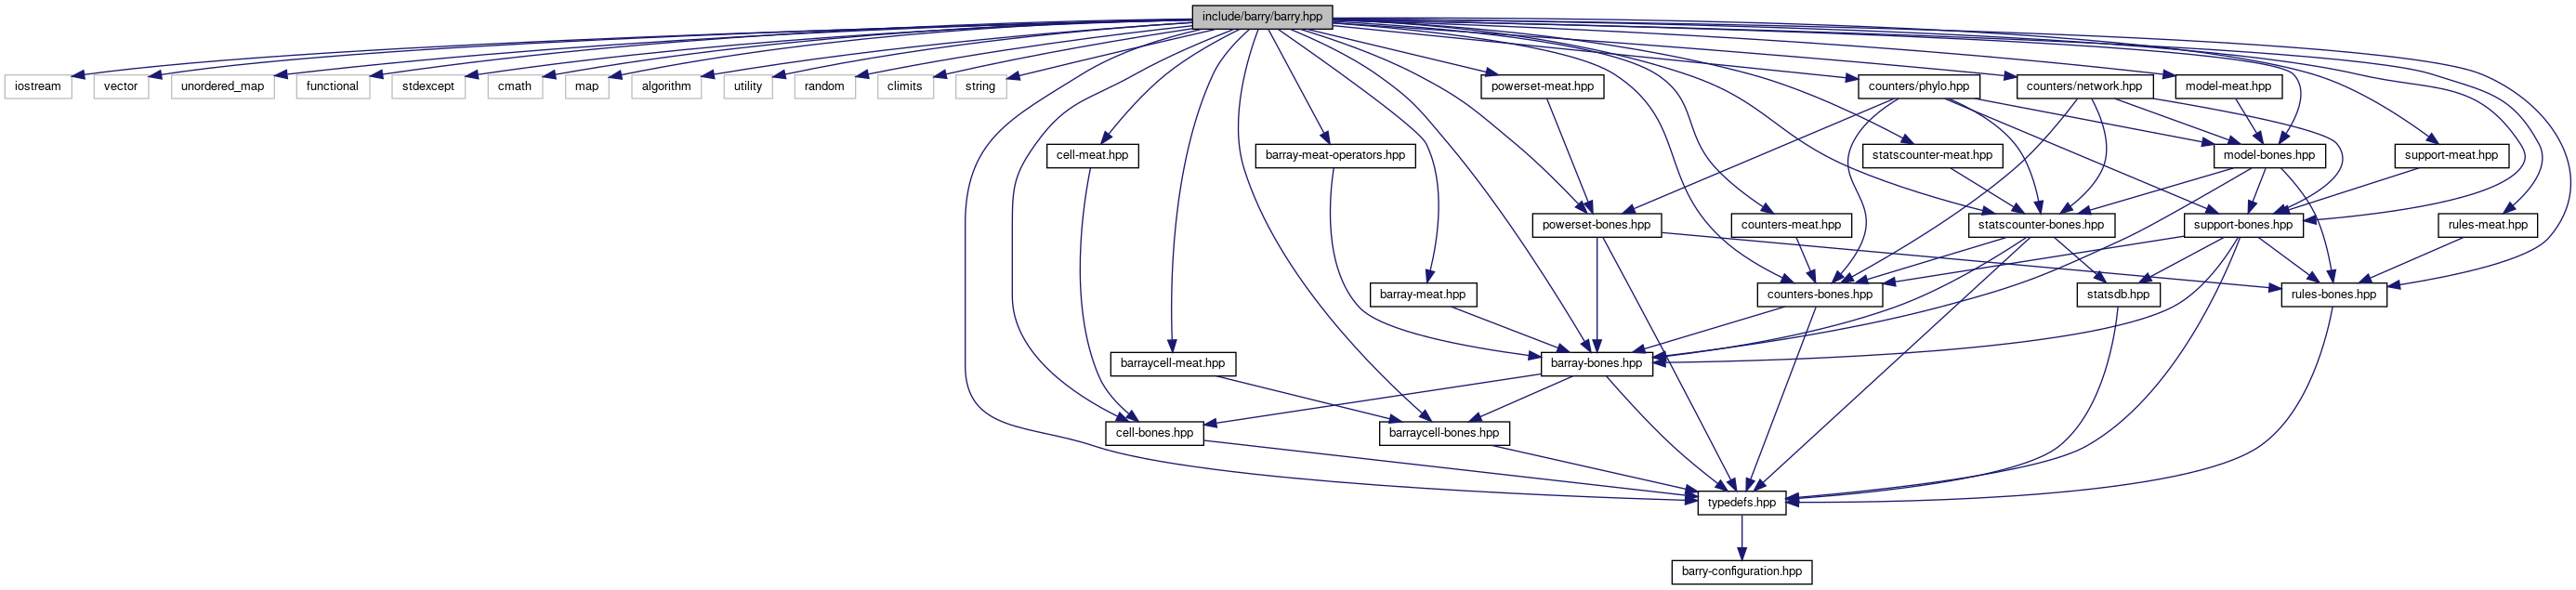 include/barry/barry.hpp
iostream
vector
unordered_map
functional
stdexcept
cmath
map
algorithm
utility
random
climits
string
powerset-meat.hpp
counters/phylo.hpp
counters/network.hpp
model-meat.hpp
cell-meat.hpp
barray-meat-operators.hpp
statscounter-meat.hpp
model-bones.hpp
support-meat.hpp
powerset-bones.hpp
counters-meat.hpp
statscounter-bones.hpp
support-bones.hpp
rules-meat.hpp
barray-meat.hpp
counters-bones.hpp
statsdb.hpp
rules-bones.hpp
barraycell-meat.hpp
barray-bones.hpp
cell-bones.hpp
barraycell-bones.hpp
typedefs.hpp
barry-configuration.hpp